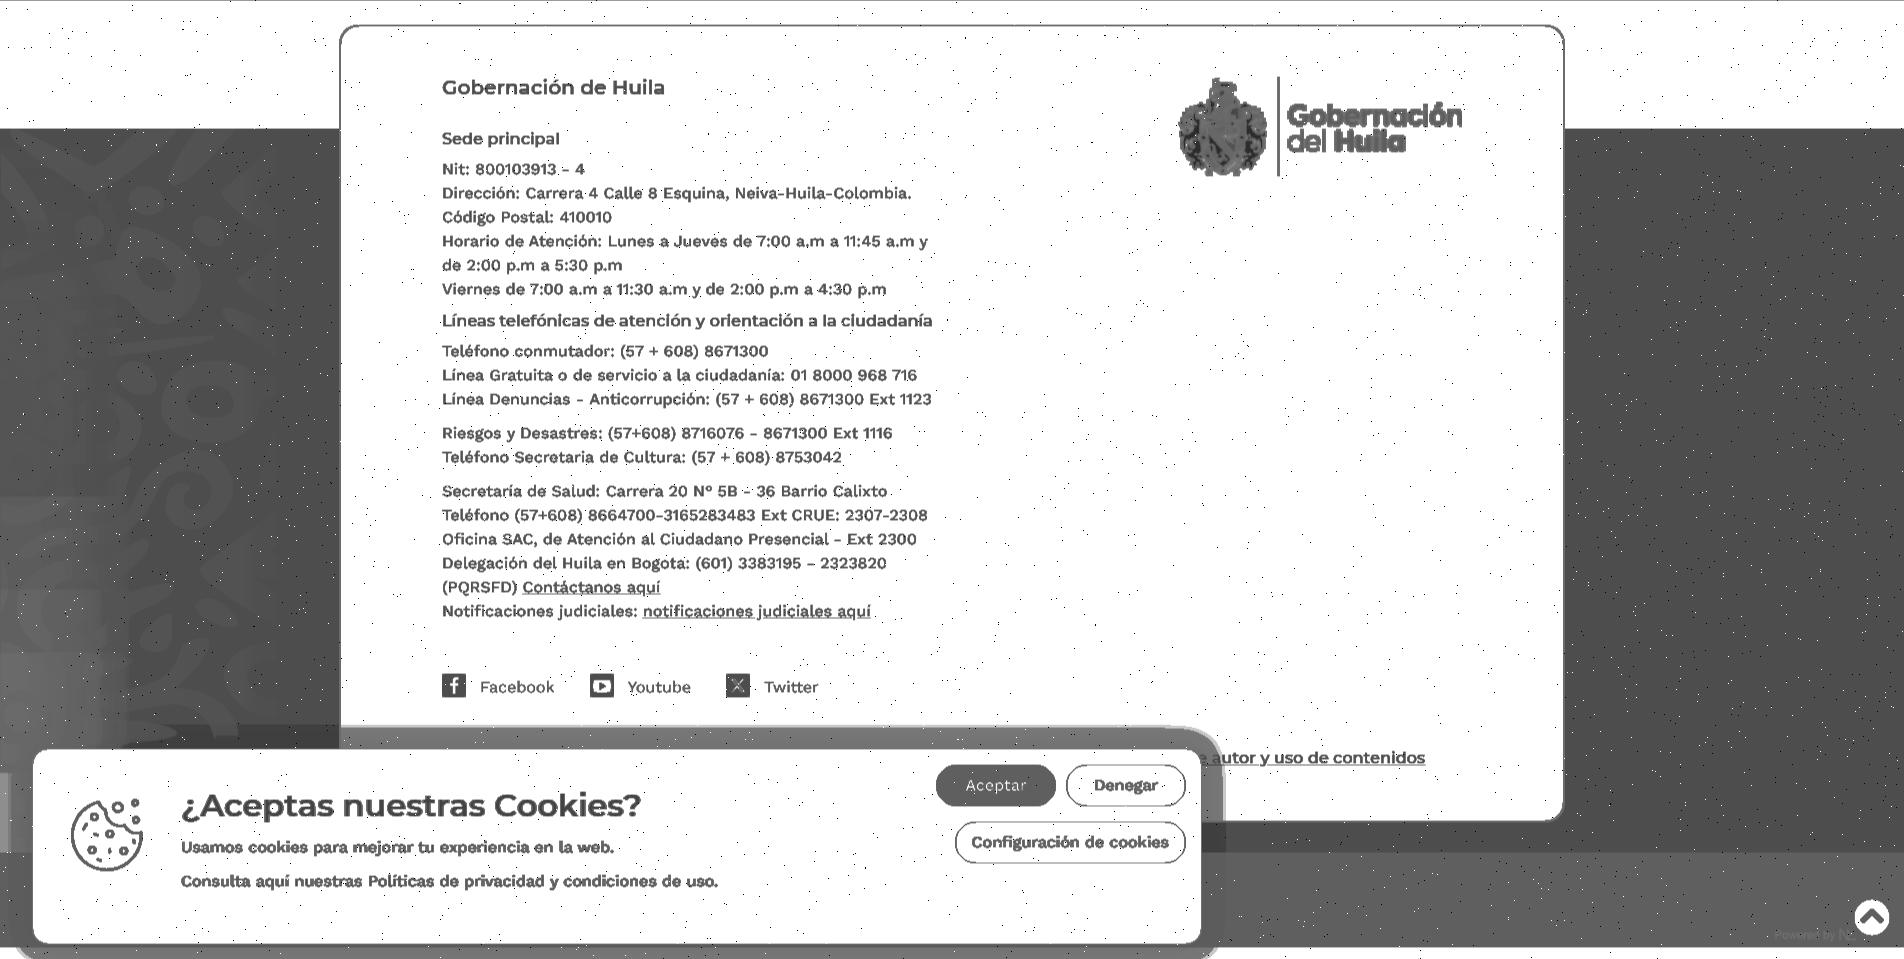 Gobernación de Huila
Gobernación
del Huila
Sede principal
Nit: 800103913 - 4
Dirección: Carrera 4 Calle 8 Esquina, Neiva-Huila-Colombia.
Código Postal: 410010
Horario de Atención: Lunes a Jueves de 7:00 a.m a 11:45 a.m y
de 2:00 p.m a 5:30 p.m
Viernes de 7:00 a.m a 11:30 a.m y de 2:00 p.m a 4:30 p.m
Líneas telefónicas de atención y orientación a la ciudadanía
Teléfono conmutador: (57 + 608) 8671300
Línea Gratuita o de servicio a la ciudadanía: 01 8000 968 716
Línea Denuncias - Anticorrupción: (57 + 608) 8671300 Ext 1123
Riesgos y Desastres: (57+608) 8716076 - 8671300 Ext 1116
Teléfono Secretaria de Cultura: (57 + 608) 8753042
Secretaría de Salud: Carrera 20 N° 5B - 36 Barrio Calixto
Teléfono (57+608) 8664700-3165283483 Ext CRUE: 2307-2308
Oficina SAC, de Atención al Ciudadano Presencial - Ext 2300
Delegación del Huila en Bogota: (601) 3383195 – 2323820
(PQRSFD) Contáctanos aquí
Notificaciones judiciales: notificaciones judiciales aquí
Facebook Youtube Twitter
autor y uso de contenidos
¿Aceptas nuestras Cookies?
Usamos cookies para mejorar tu experiencia en la web.
Consulta aquí nuestras Políticas de privacidad y condiciones de uso.
Aceptar Denegar
Configuración de cookies
Powered by